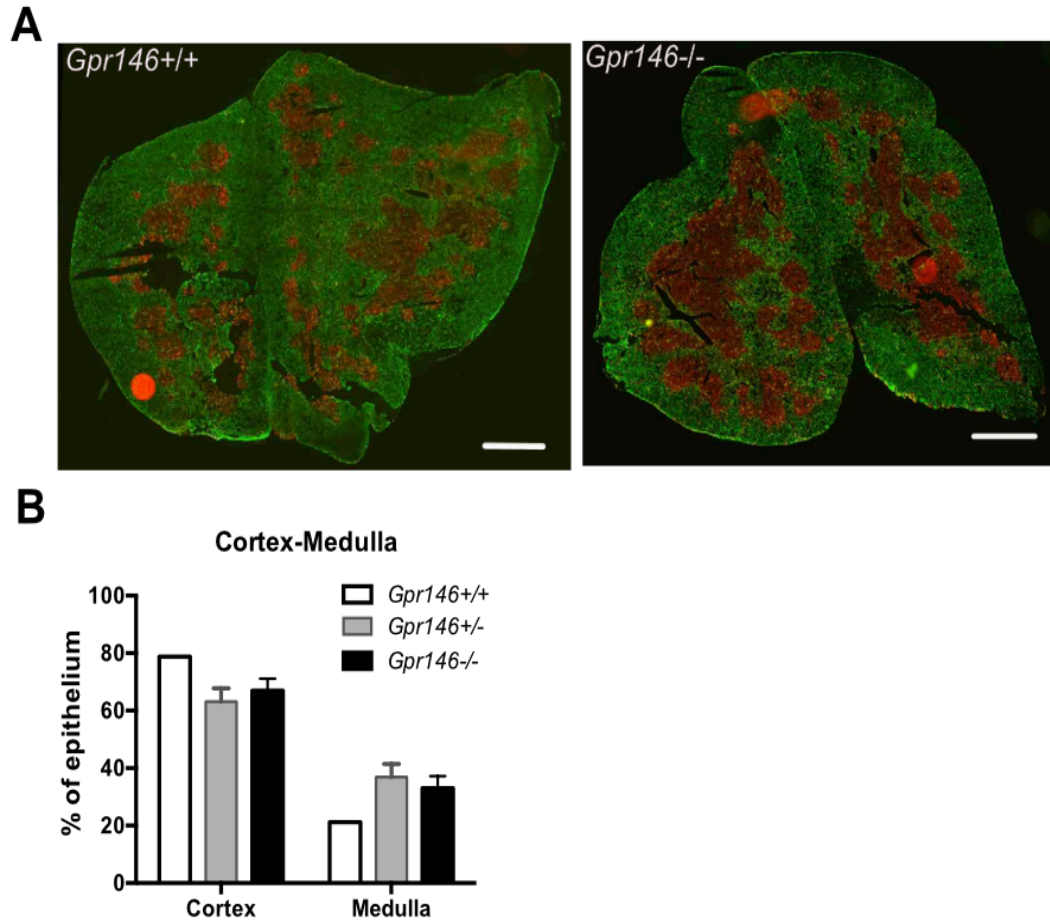 A
Gpr146+/+
Gpr146-/-
B
Cortex-Medulla
Gpr146+/+
Gpr146+/-
Gpr146-/-
% of epithelium
100
80
60
40
20
0
Cortex Medulla